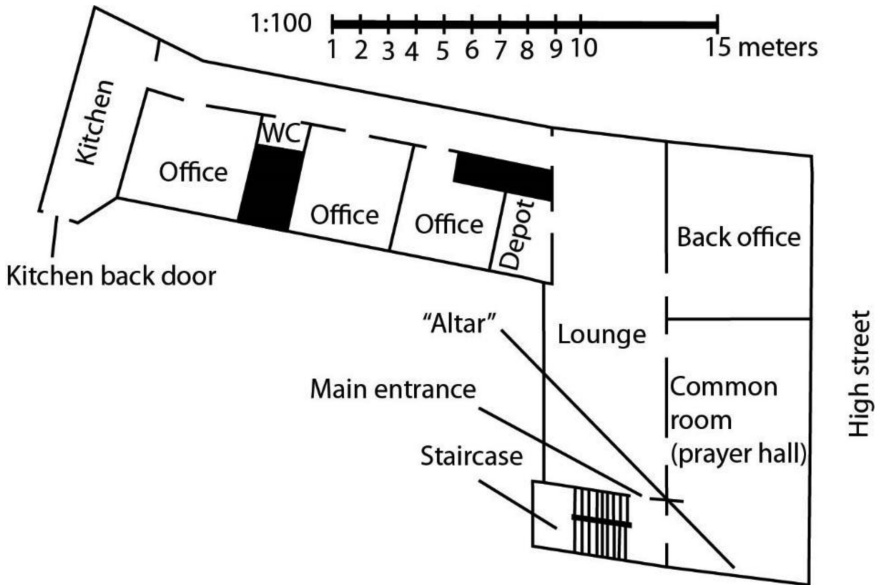 1:100
1 2 3 4 5 6 7 8 9 10 15 meters
Kitchen
WC
Office
Office
Office
Depot
Back office
Kitchen back door
"Altar"
Lounge
High street
Main entrance
Common
room
(prayer hall)
Staircase